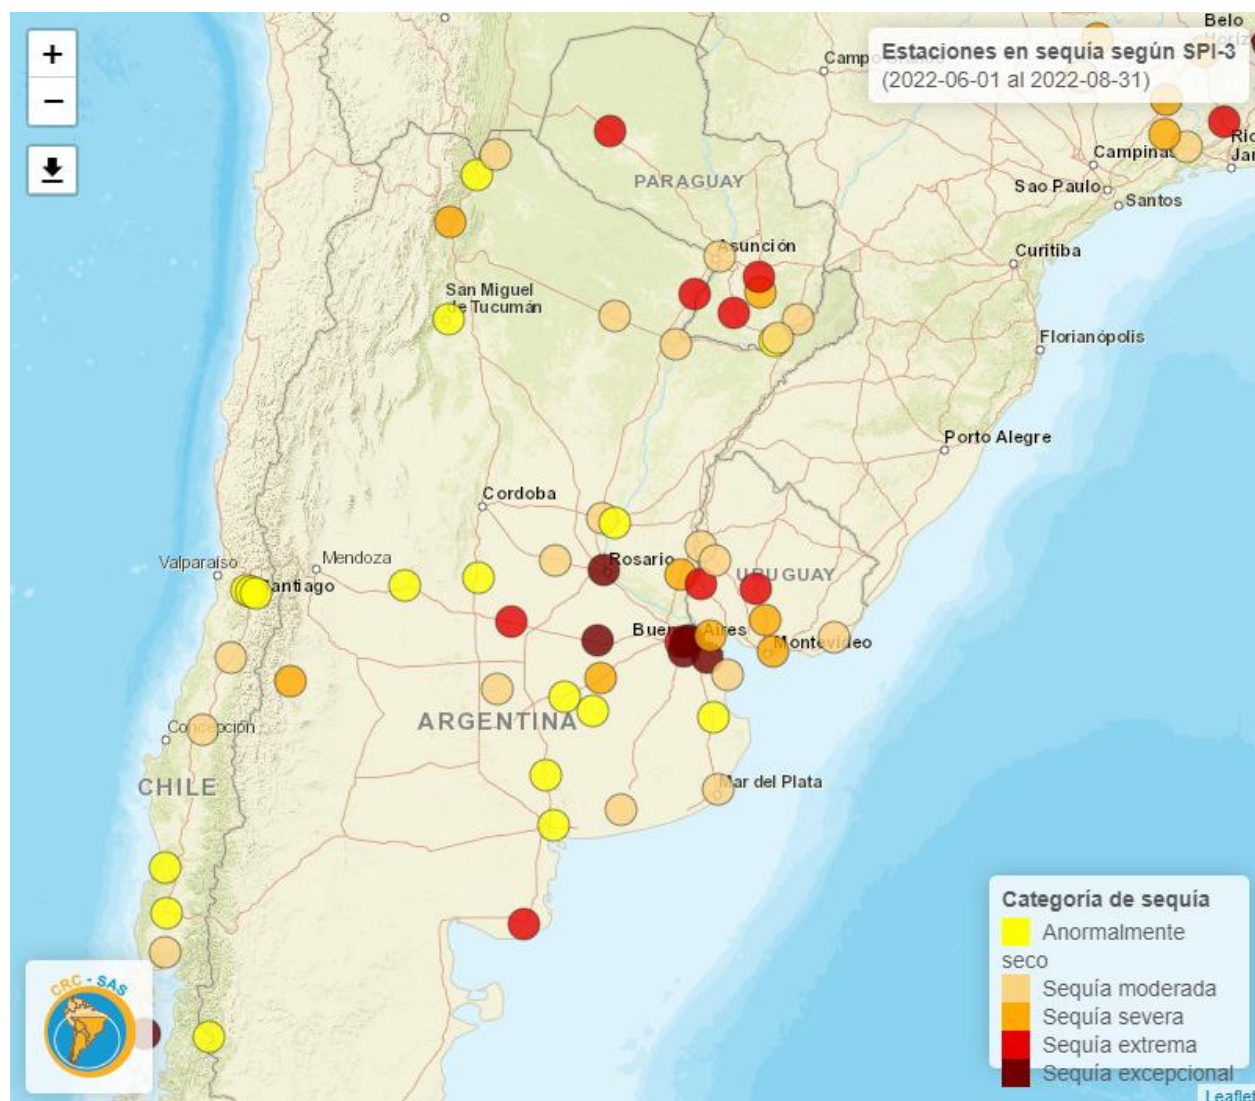 +
−
Belo
Estaciones en sequía según SPI-3
(2022-06-01 al 2022-08-31)
Campo
PARAGUAY
Campinas
Sao Paulo
Santos
Asunción
Curitiba
San Miguel
de Tucumán
Florianópolis
Porto Alegre
Cordoba
Valparaíso
Mendoza
Rosario
URUGUAY
Santiago
Buenos Aires
Montevideo
ARGENTINA
Concepción
CHILE
Mar del Plata
Categoría de sequía
Anormalmente
seco
Sequía moderada
Sequía severa
Sequía extrema
Sequía excepcional
CRC - SAS
Leaflet